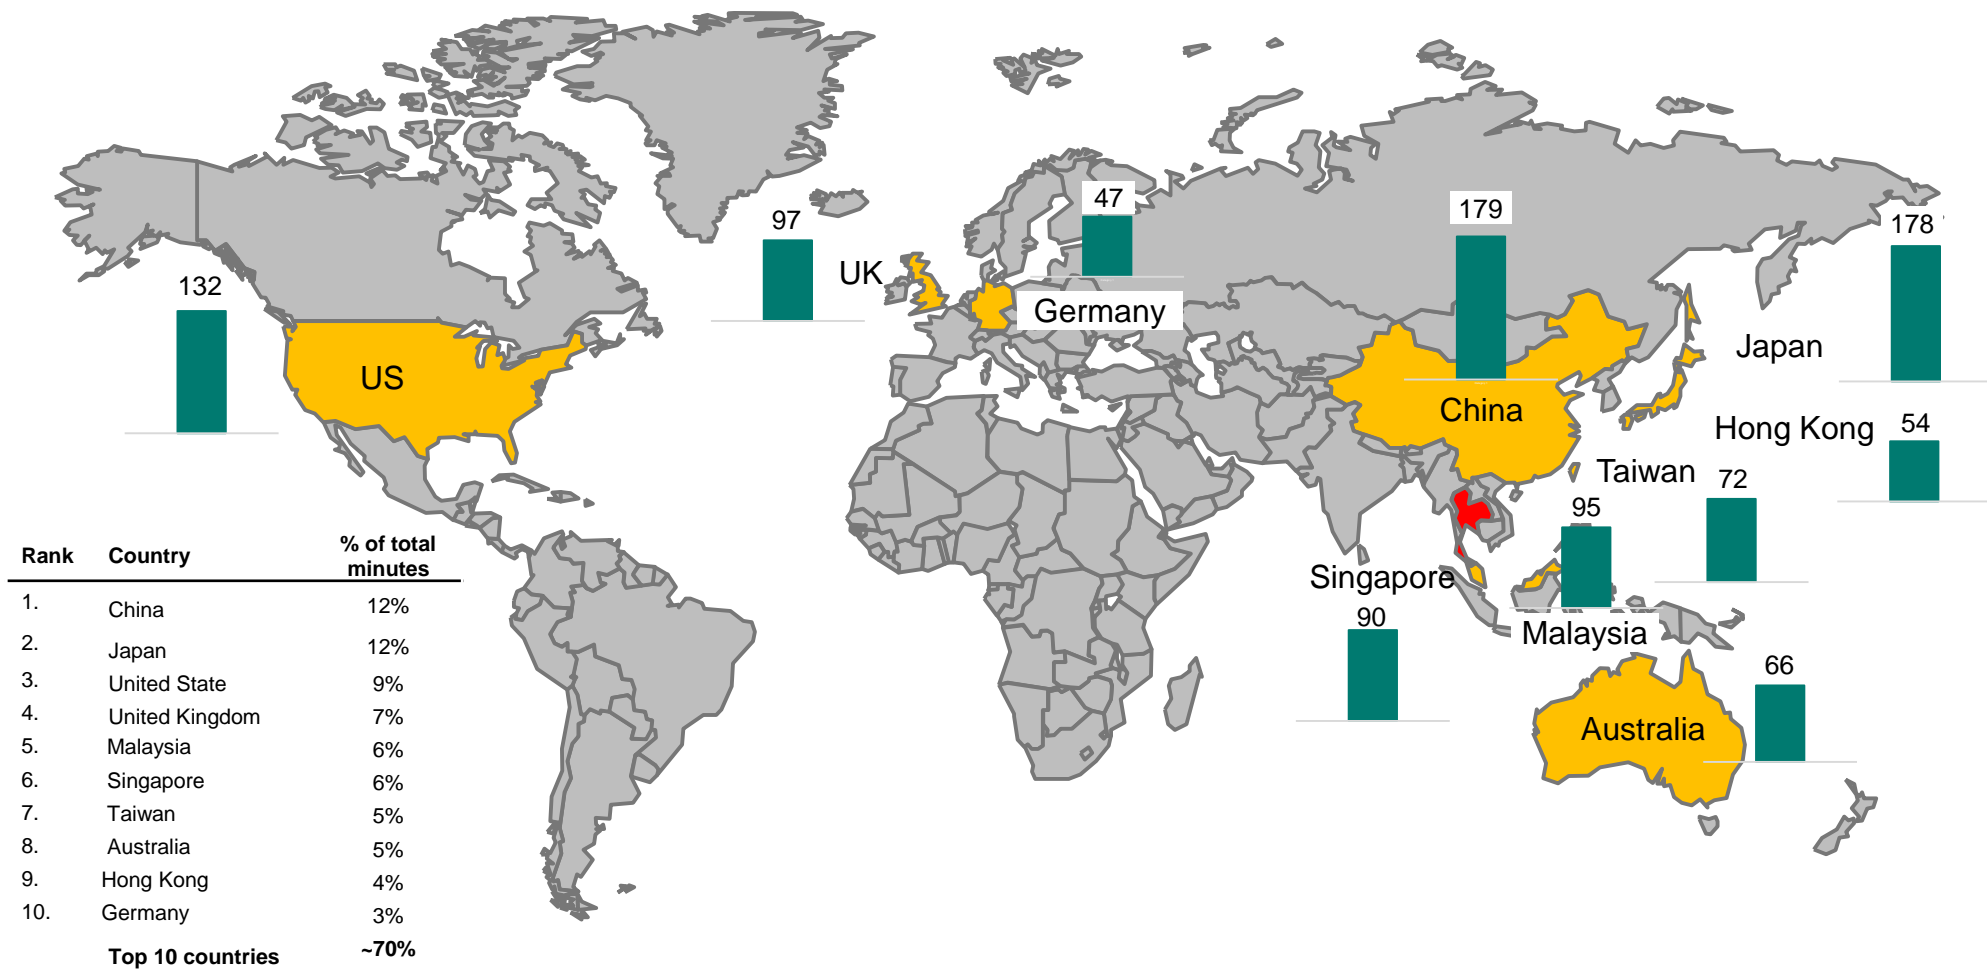 47
179
97
178
UK
132
Germany
Japan
US
China
Hong Kong
54
Taiwan
72
95
Singapore
90
Malaysia
66
Australia
Rank Country % of total
minutes
1. China 12%
2. Japan 12%
3. United State 9%
4. United Kingdom 7%
5. Malaysia 6%
6. Singapore 6%
7. Taiwan 5%
8. Australia 5%
9. Hong Kong 4%
10. Germany 3%
Top 10 countries ~70%